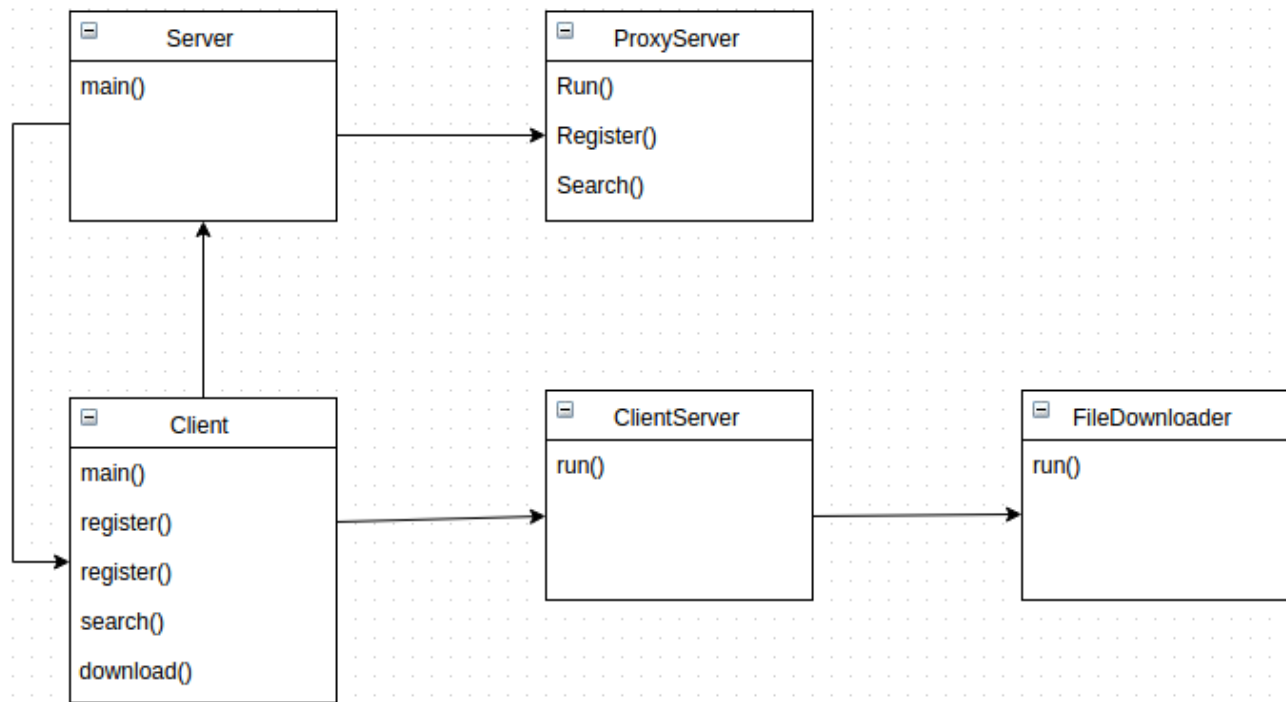 Server
main()
ProxyServer
Run()
Register()
Search()
Client
main()
register()
register()
search()
download()
ClientServer
run()
FileDownloader
run()